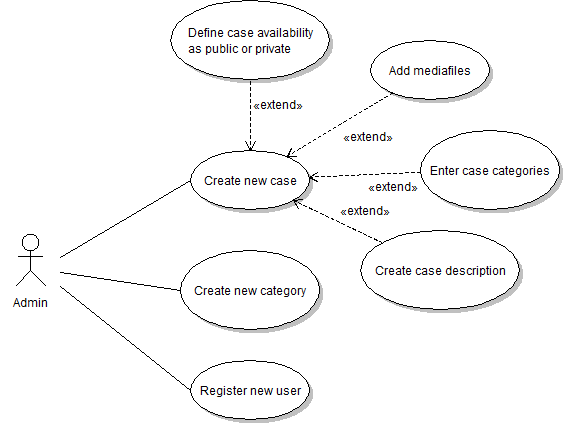 Define case availability
as public or private
Add mediafiles
«extend»
«extend»
Create new case
Enter case categories
«extend»
«extend»
Create case description
Admin
Create new category
Register new user